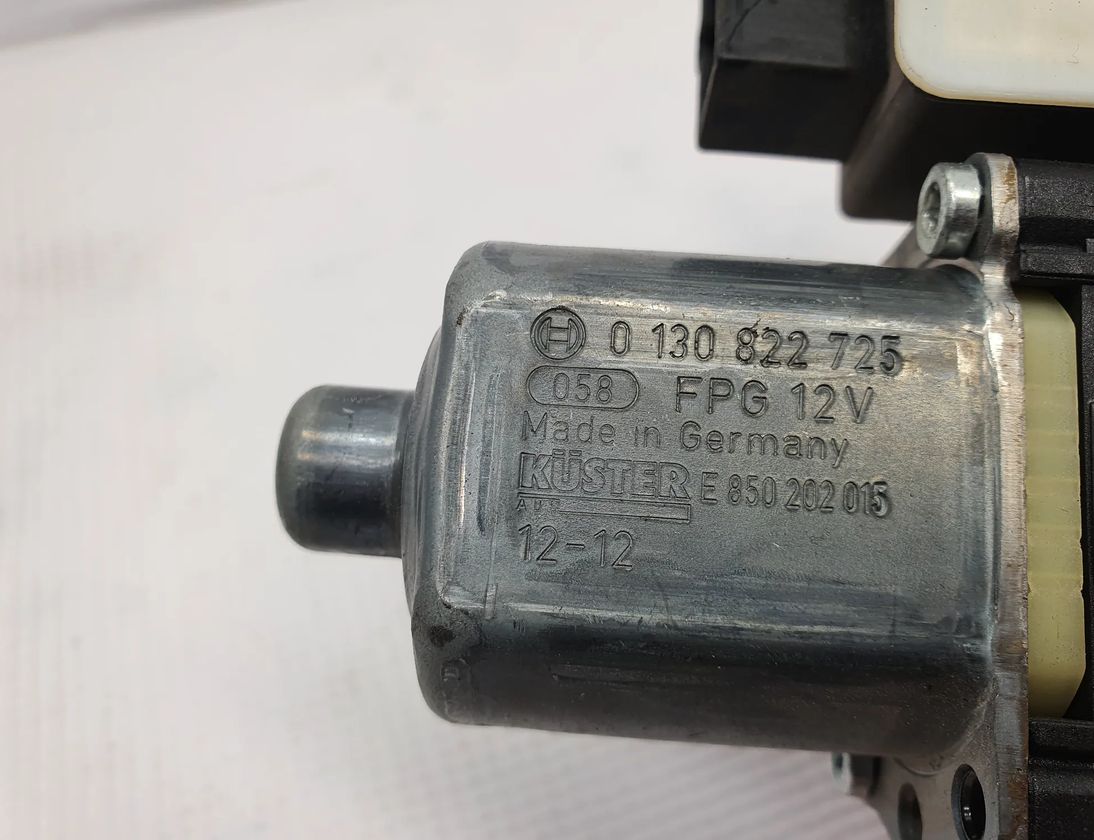 0 130 822 725
058 FPG 12V
Made in Germany
KÜSTER E 850 202 015
12-12